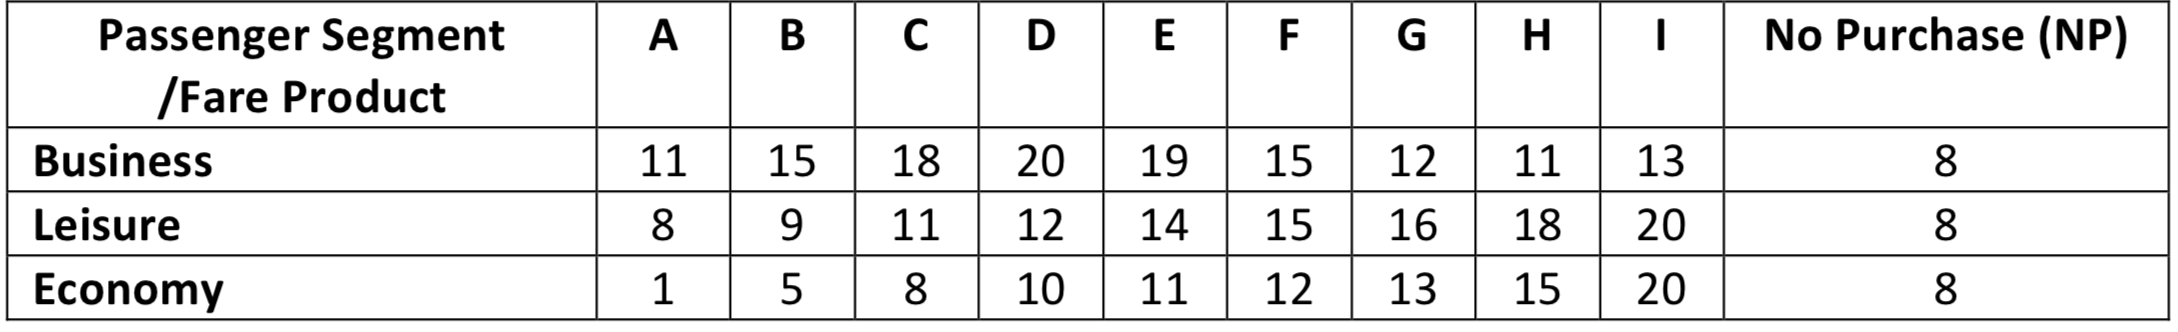 Passenger Segment /Fare Product A B C D E F G H I No Purchase (NP)
Business 11 15 18 20 19 15 12 11 13 8
Leisure 8 9 11 12 14 15 16 18 20 8
Economy 1 5 8 10 11 12 13 15 20 8